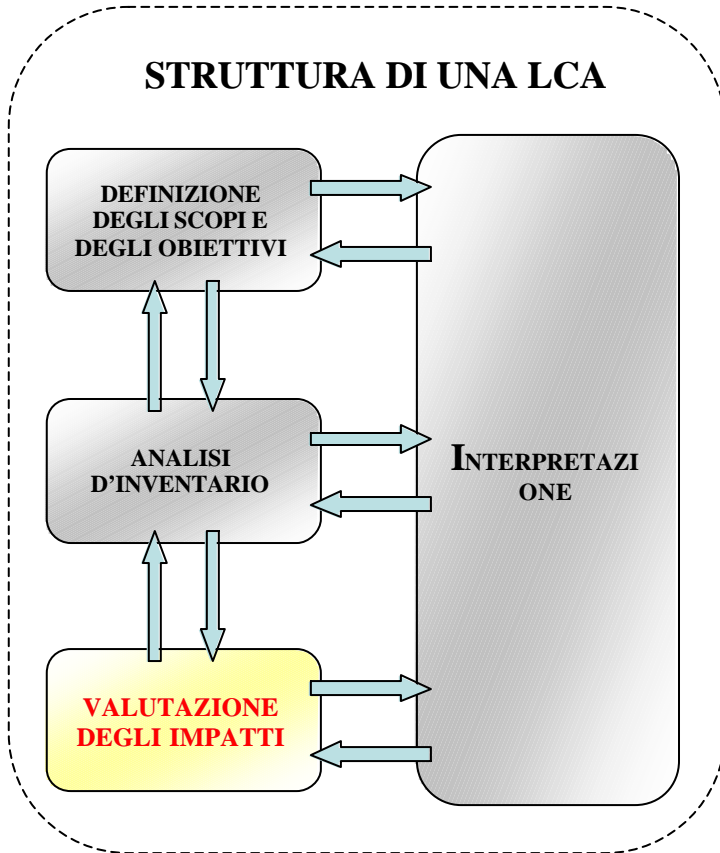 STRUTTURA DI UNA LCA
DEFINIZIONE
DEGLI SCOPI E
DEGLI OBIETTIVI
ANALISI
D'INVENTARIO
VALUTAZIONE
DEGLI IMPATTI
INTERPRETAZI
ONE